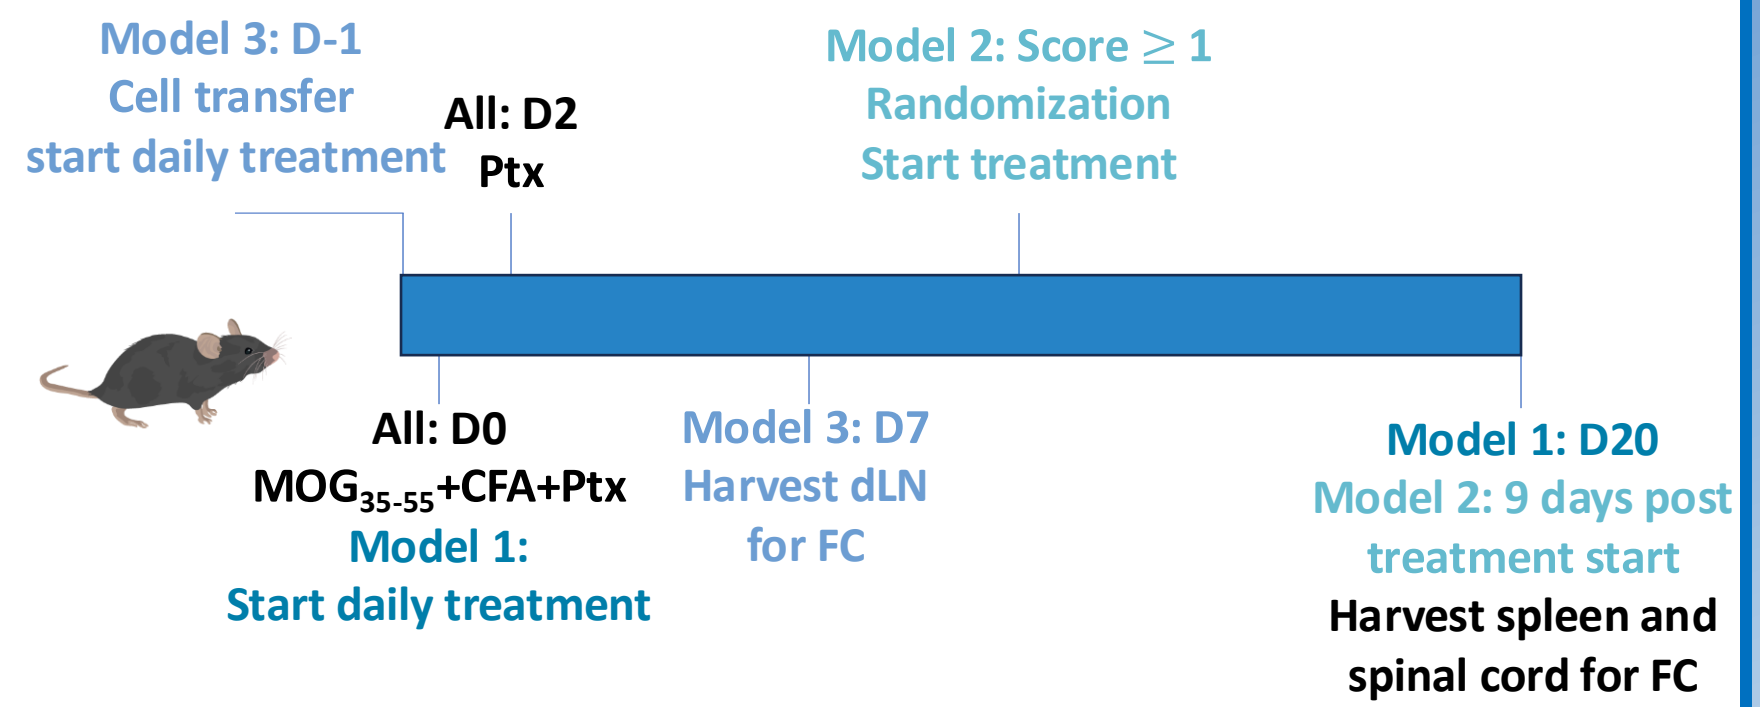 Model 3: D-1
Cell transfer
start daily treatment
All: D2
Ptx
Model 2: Score ≥ 1
Randomization
Start treatment
All: D0
MOG35-55+CFA+Ptx
Model 1:
Start daily treatment
Model 3: D7
Harvest dLN
for FC
Model 1: D20
Model 2: 9 days post
treatment start
Harvest spleen and
spinal cord for FC